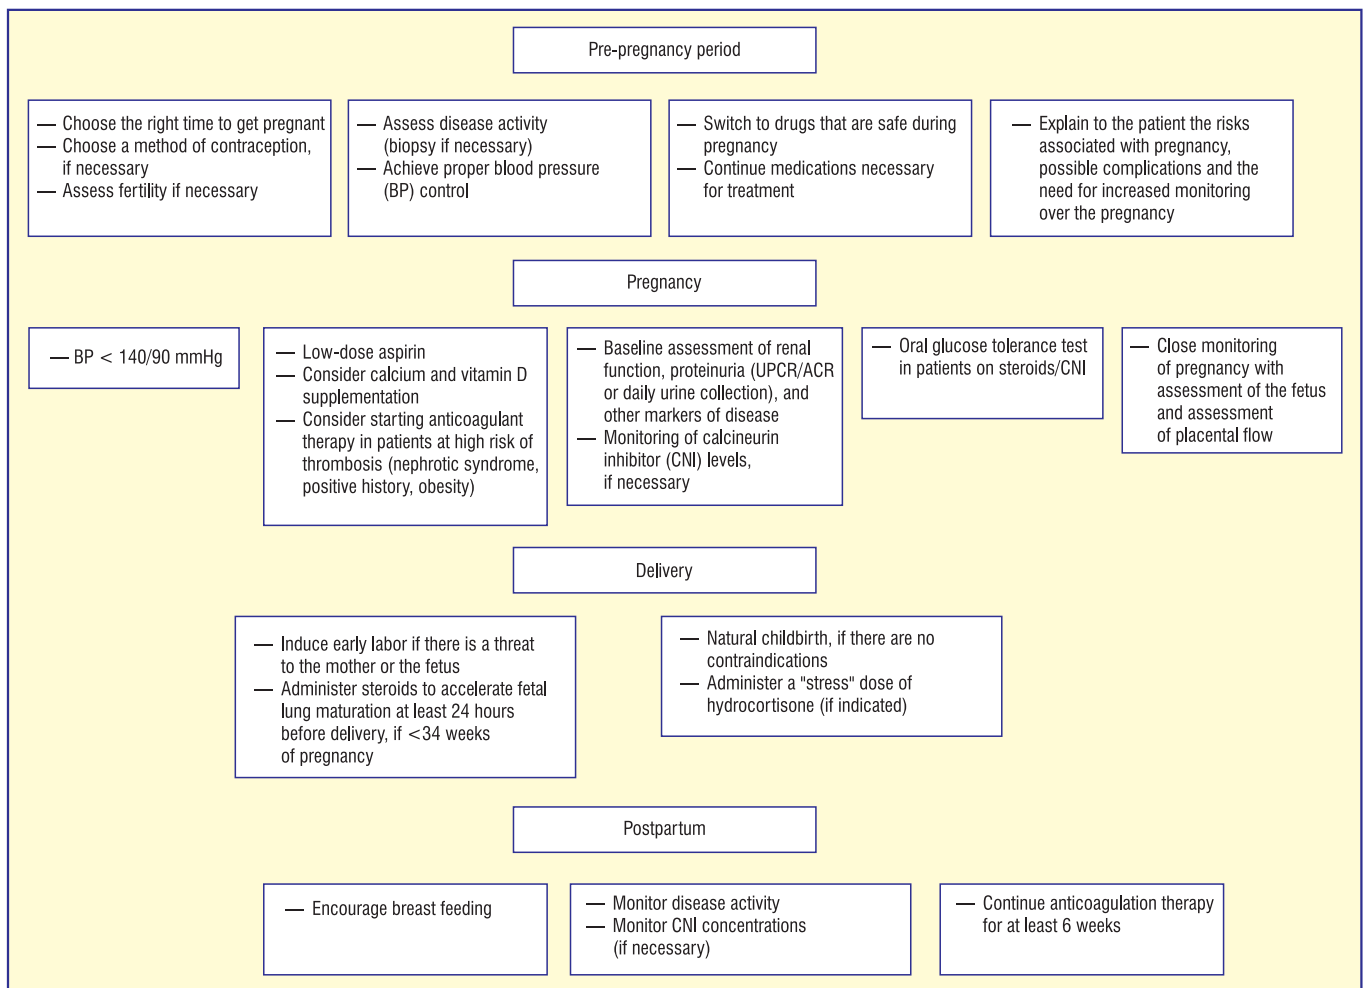 Pre-pregnancy period
— Choose the right time to get pregnant
— Choose a method of contraception,
if necessary
— Assess fertility if necessary
— Assess disease activity
(biopsy if necessary)
— Achieve proper blood pressure
(BP) control
— Switch to drugs that are safe during
pregnancy
— Continue medications necessary
for treatment
— Explain to the patient the risks
associated with pregnancy,
possible complications and the
need for increased monitoring
over the pregnancy
Pregnancy
— BP < 140/90 mmHg
— Low-dose aspirin
— Consider calcium and vitamin D
supplementation
— Consider starting anticoagulant
therapy in patients at high risk of
thrombosis (nephrotic syndrome,
positive history, obesity)
— Baseline assessment of renal
function, proteinuria (UPCR/ACR
or daily urine collection), and
other markers of disease
— Monitoring of calcineurin
inhibitor (CNI) levels,
if necessary
— Oral glucose tolerance test
in patients on steroids/CNI
— Close monitoring
of pregnancy with
assessment of the fetus
and assessment
of placental flow
Delivery
— Induce early labor if there is a threat
to the mother or the fetus
— Administer steroids to accelerate fetal
lung maturation at least 24 hours
before delivery, if <34 weeks
of pregnancy
— Natural childbirth, if there are no
contraindications
— Administer a "stress" dose of
hydrocortisone (if indicated)
Postpartum
— Encourage breast feeding
— Monitor disease activity
— Monitor CNI concentrations
(if necessary)
— Continue anticoagulation therapy
for at least 6 weeks